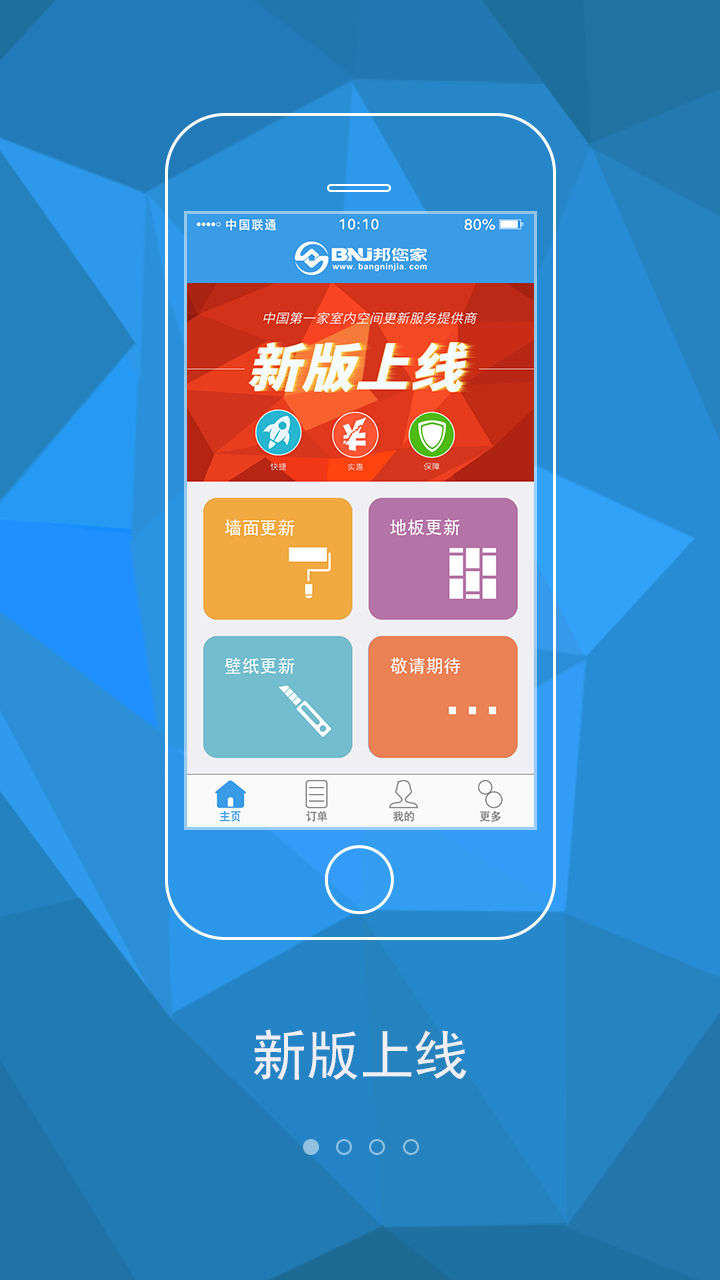 中国联通 10:10 80%
BNJ邦您家
www.bangninjia.com
中国第一家室内空间更新服务提供商
新版上线
快捷 实惠 保障
墙面更新 地板更新
壁纸更新 敬请期待
主页 订单 我的 更多
新版上线